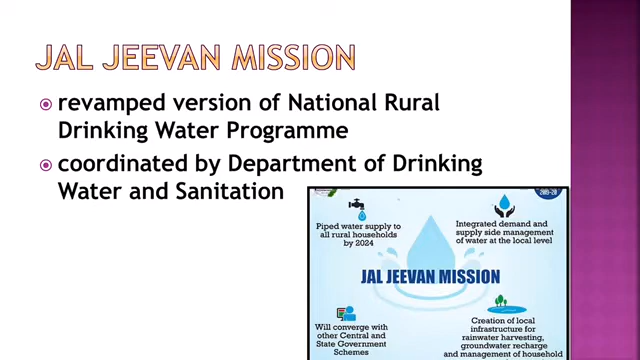 JAL JEEVAN MISSION
revamped version of National Rural
Drinking Water Programme
coordinated by Department of Drinking
Water and Sanitation
2019-20
Piped water supply to
all rural households
by 2024
Integrated demand and
supply side management
of water at the local level
JAL JEEVAN MISSION
Will converge with
other Central and
State Government
Schemes
Creation of local
infrastructure for
rainwater harvesting,
groundwater recharge
and management of household